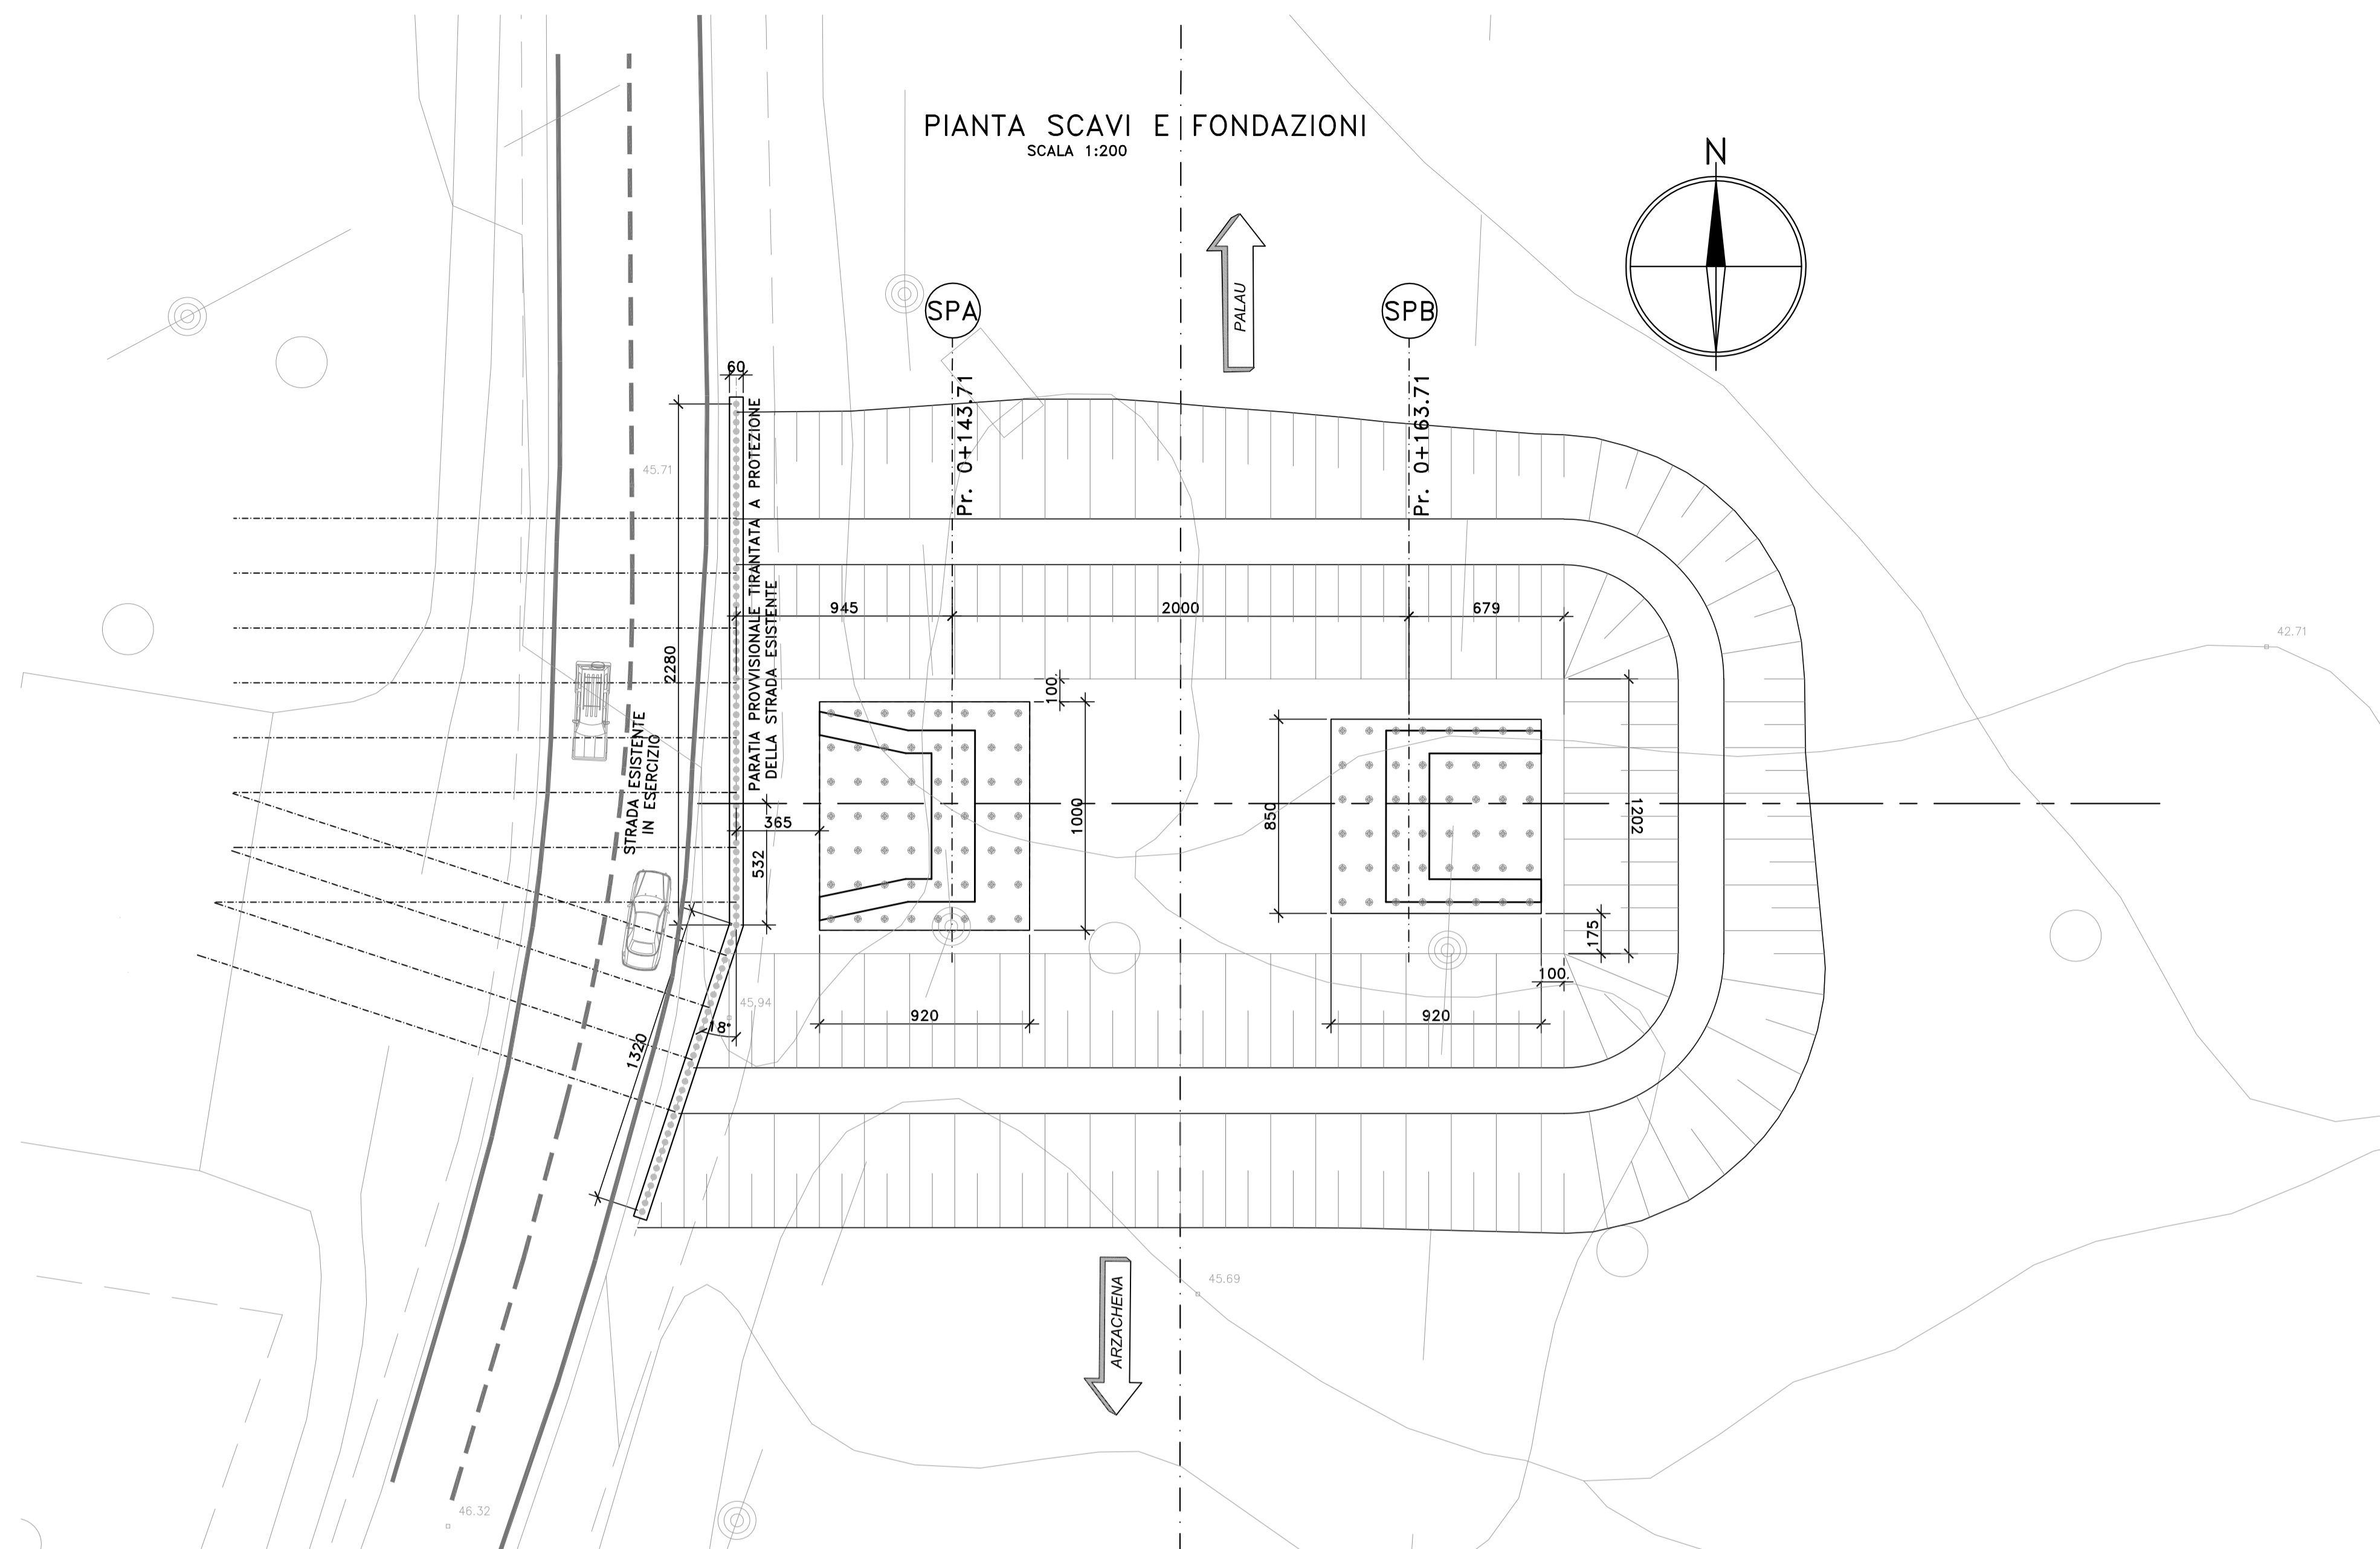 PIANTA SCAVI E FONDAZIONI
SCALA 1:200
N
PALAU
SPA
SPB
Pr. 0+143.71
Pr. 0+163.71
60
PARATIA PROVVISIONALE TIRANTATA A PROTEZIONE
DELLA STRADA ESISTENTE
45.71
42.71
945
2000
679
2280
100.
STRADA ESISTENTE
IN ESERCIZIO
365
532
1000
850
1202
175
100.
45.94
18°
920
920
1320
45.69
ARZACHENA
46.32